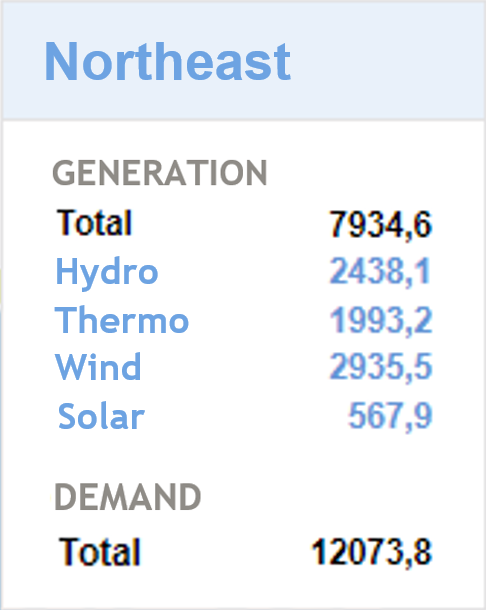 Northeast
GENERATION
Total 7934,6
Hydro 2438,1
Thermo 1993,2
Wind 2935,5
Solar 567,9
DEMAND
Total 12073,8